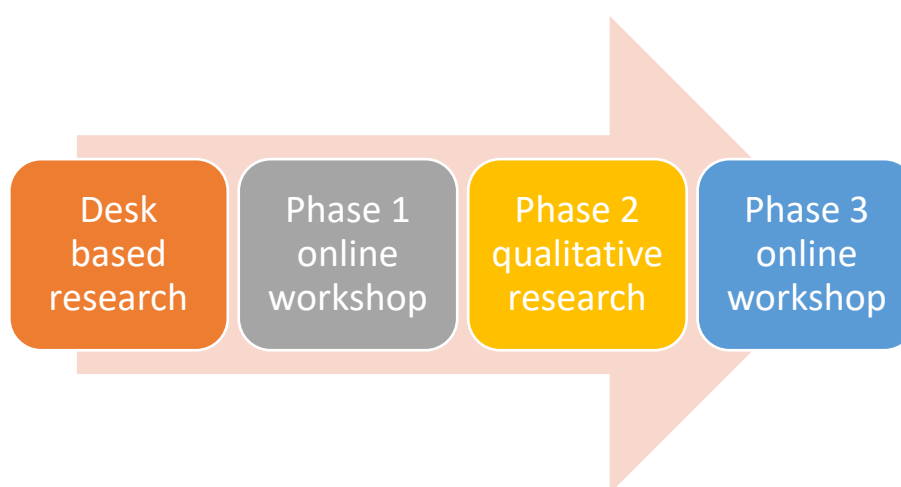 Desk
based
research
Phase 1
online
workshop
Phase 2
qualitative
research
Phase 3
online
workshop